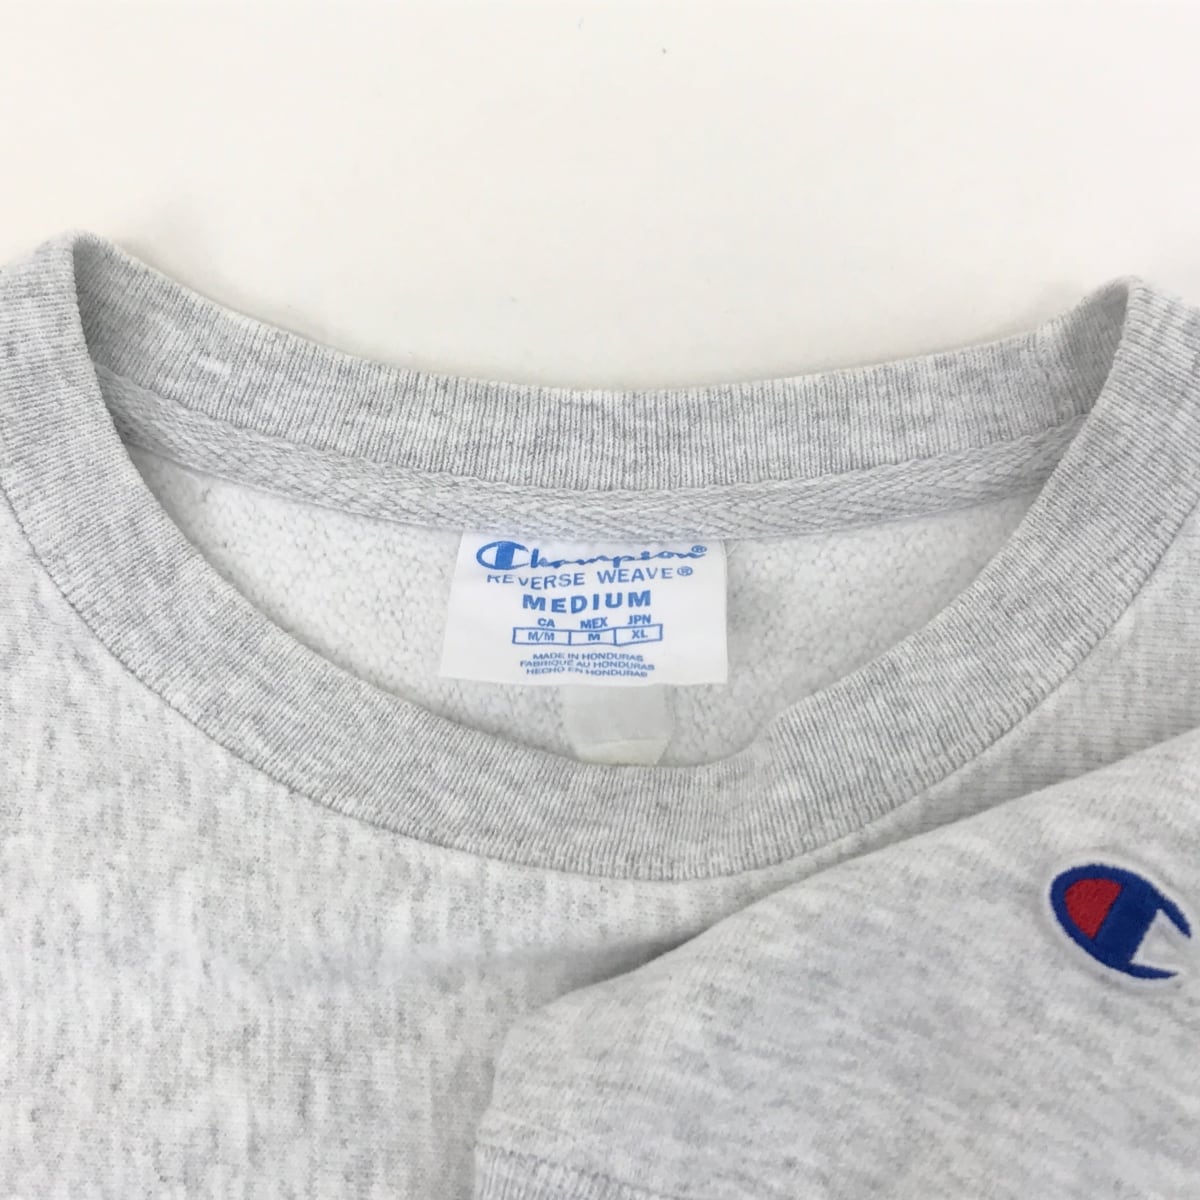 Champion®
REVERSE WEAVE®
MEDIUM
CA MEX JPN
M/M M XL
MADE IN HONDURAS
FABRIQUÉ AU HONDURAS
HECHO EN HONDURAS